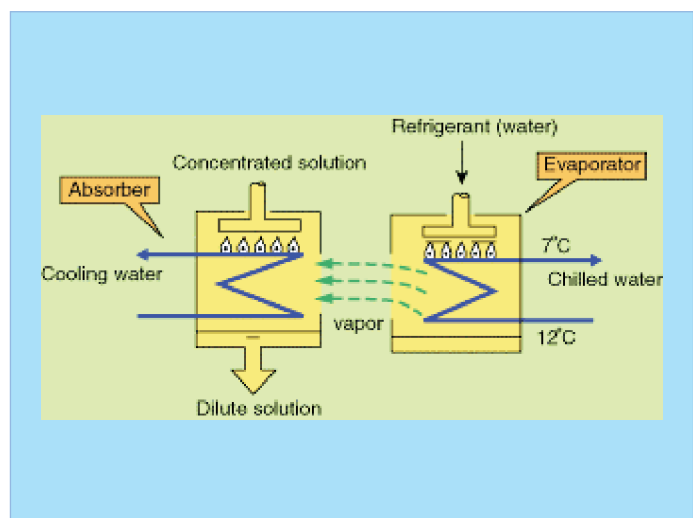 Refrigerant (water)
Concentrated solution
Evaporator
Absorber
7°C
Cooling water
Chilled water
vapor
12°C
Dilute solution